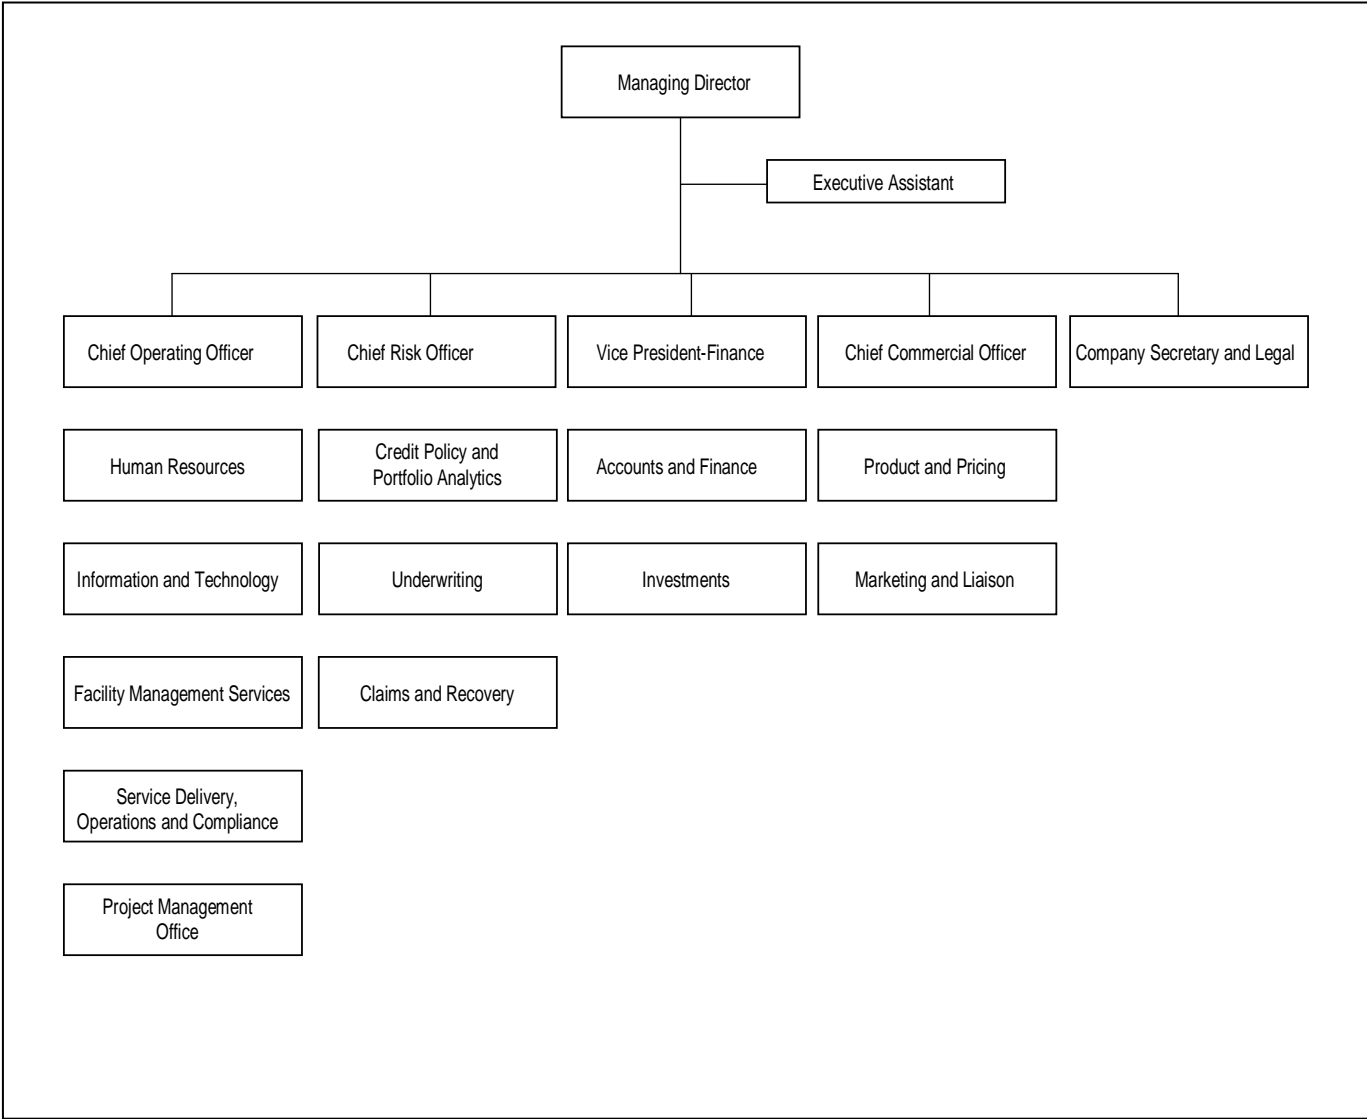 Managing Director
Executive Assistant
Chief Operating Officer
Chief Risk Officer
Vice President-Finance
Chief Commercial Officer
Company Secretary and Legal
Human Resources
Credit Policy and
Portfolio Analytics
Accounts and Finance
Product and Pricing
Information and Technology
Underwriting
Investments
Marketing and Liaison
Facility Management Services
Claims and Recovery
Service Delivery,
Operations and Compliance
Project Management
Office